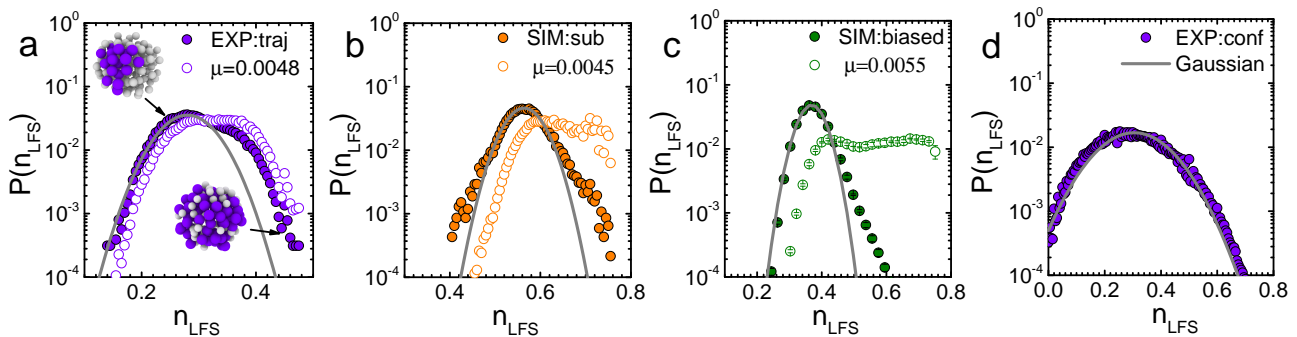 a
EXP:traj
μ=0.0048
P(n_LFS)
10^0
10^-1
10^-2
10^-3
10^-4
0.2
0.4
n_LFS
b
SIM:sub
μ=0.0045
P(n_LFS)
10^0
10^-1
10^-2
10^-3
10^-4
0.4
0.6
0.8
n_LFS
c
SIM:biased
μ=0.0055
P(n_LFS)
10^0
10^-1
10^-2
10^-3
10^-4
0.2
0.4
0.6
0.8
n_LFS
d
EXP:conf
Gaussian
P(n_LFS)
10^0
10^-1
10^-2
10^-3
10^-4
0.0
0.2
0.4
0.6
0.8
n_LFS